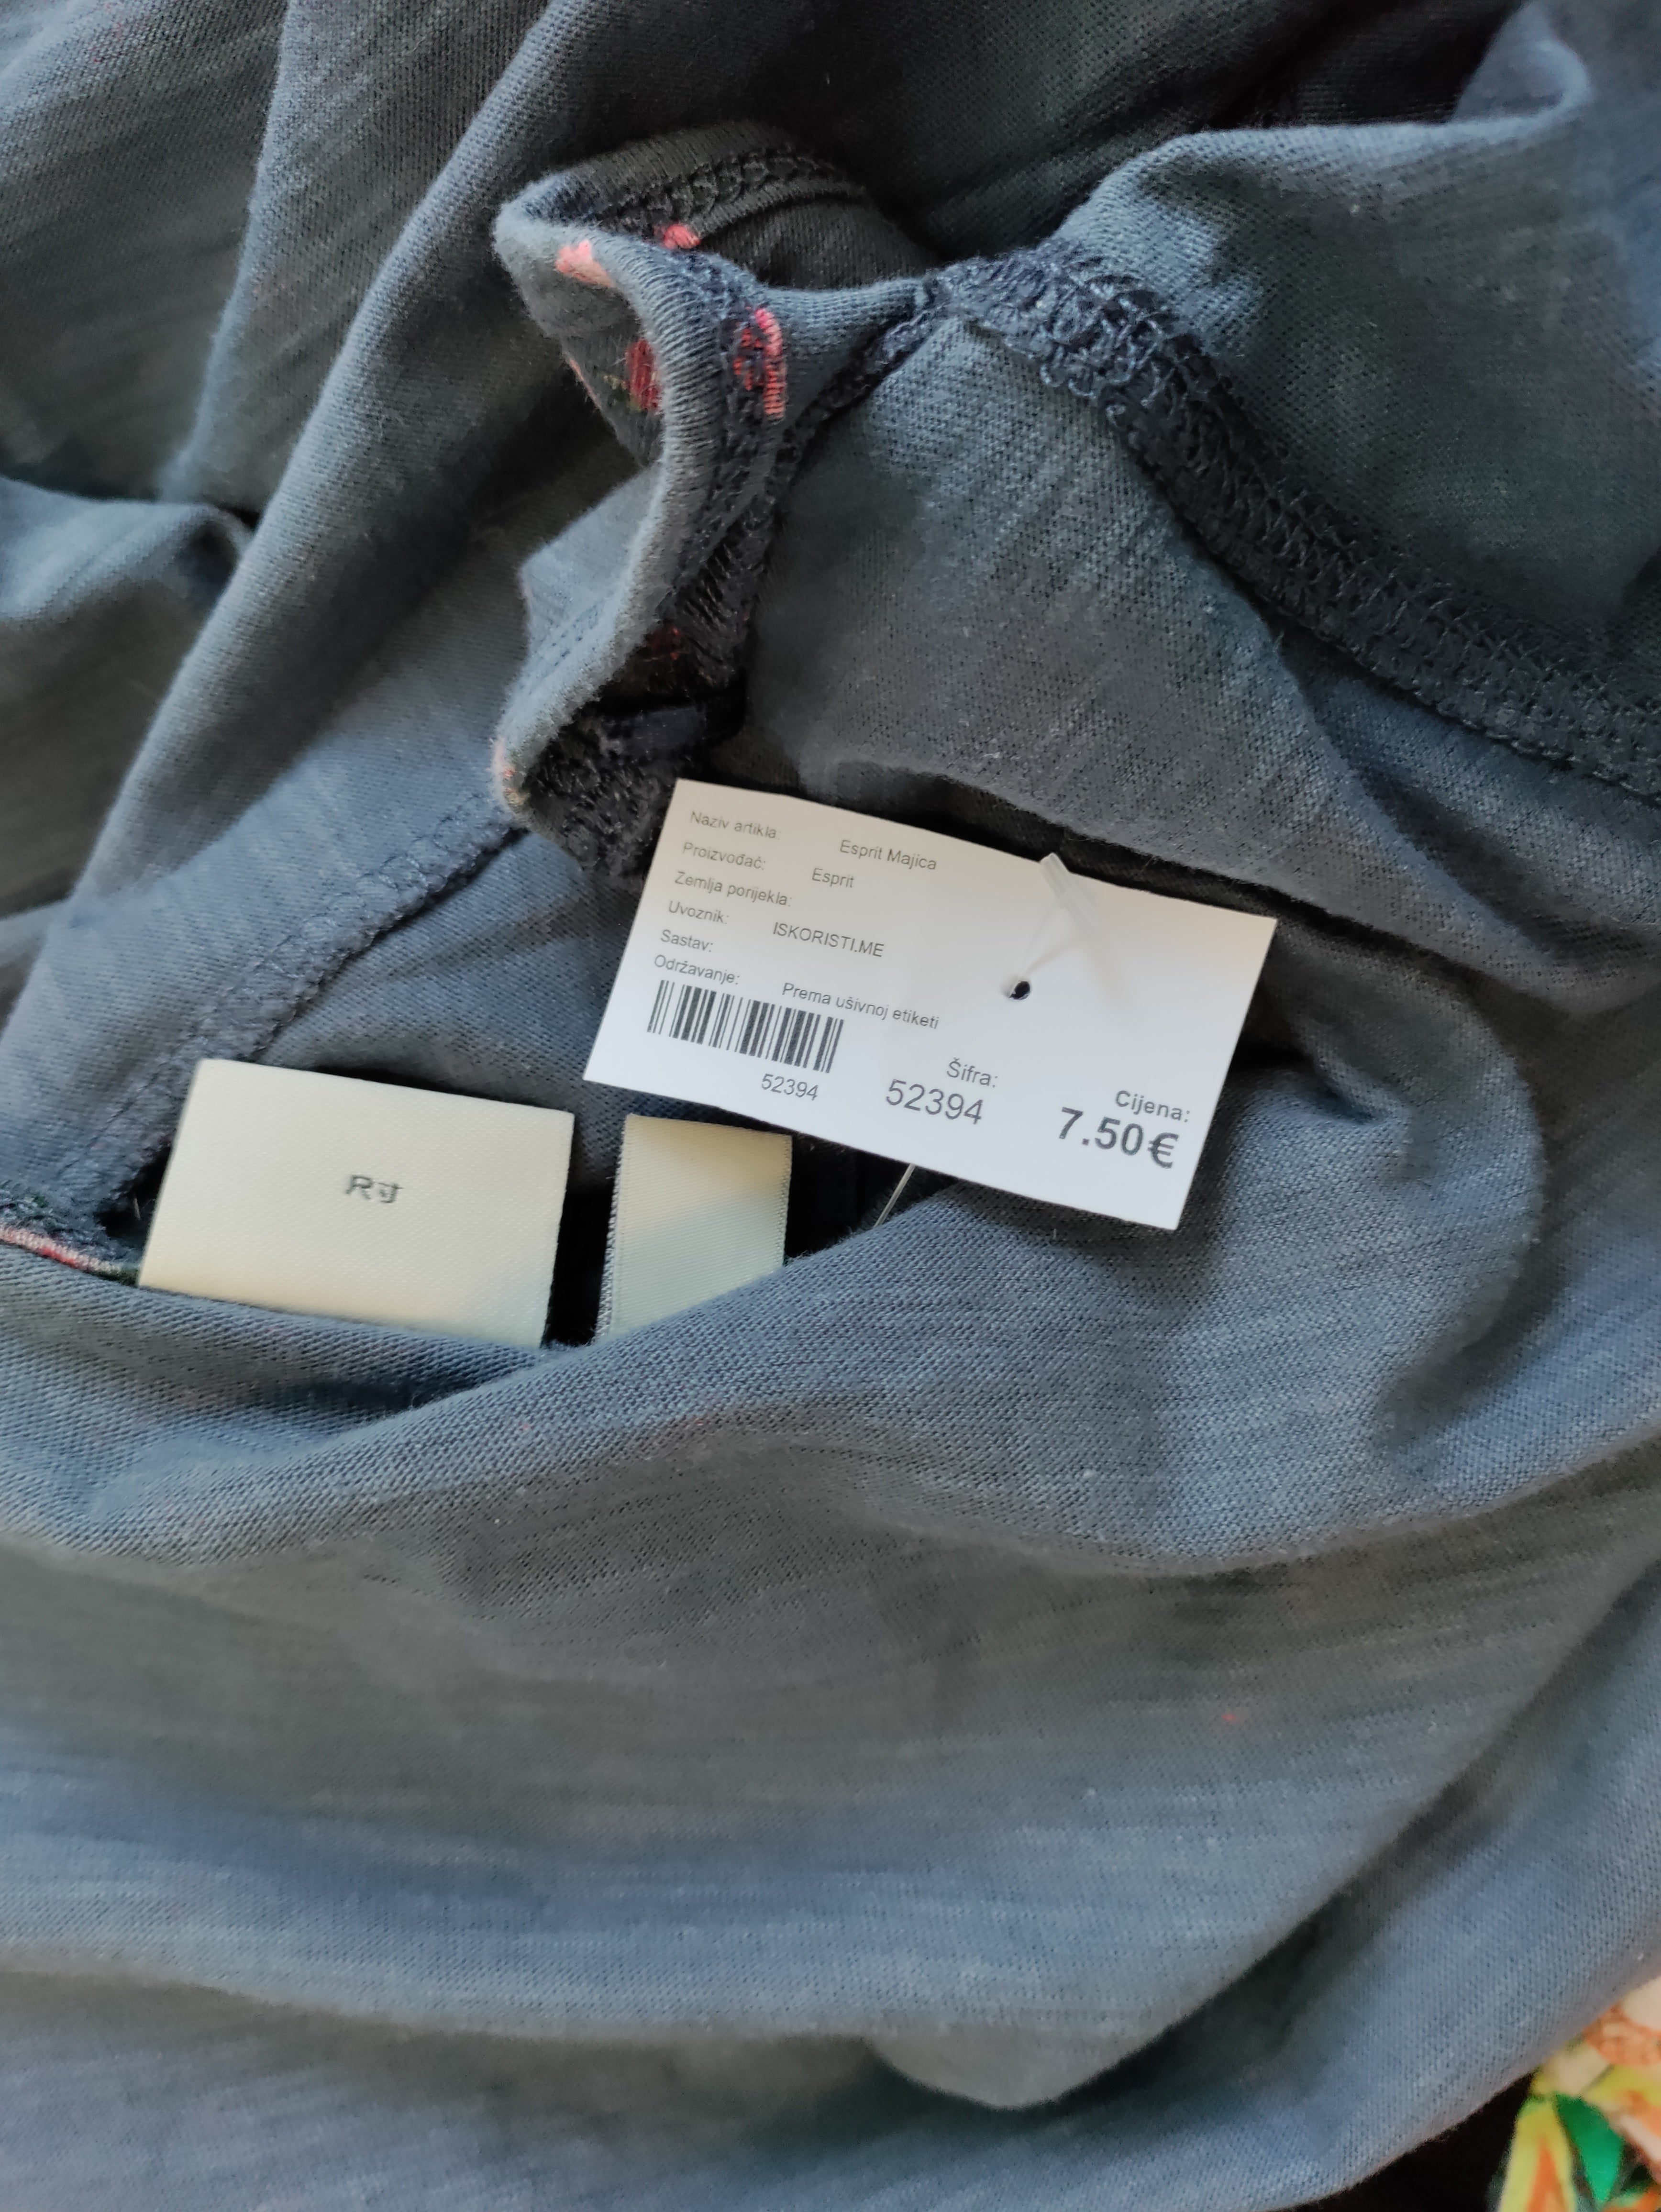 Naziv artikla: Esprit Majica
Proizvođač: Esprit
Zemlja porijekla:
Uvoznik: ISKORISTI.ME
Sastav:
Održavanje: Prema ušivnoj etiketi
52394
Šifra:
52394
Cijena:
7.50€
RJ